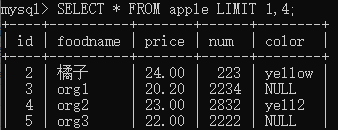 mysql> SELECT * FROM apple LIMIT 1,4;
+----+----------+-------+------+--------+
| id | foodname | price | num | color |
+----+----------+-------+------+--------+
| 2 | 橘子 | 24.00 | 223 | yellow |
| 3 | org1 | 20.20 | 2234 | NULL |
| 4 | org2 | 23.00 | 2832 | yell2 |
| 5 | org3 | 22.00 | 2222 | NULL |